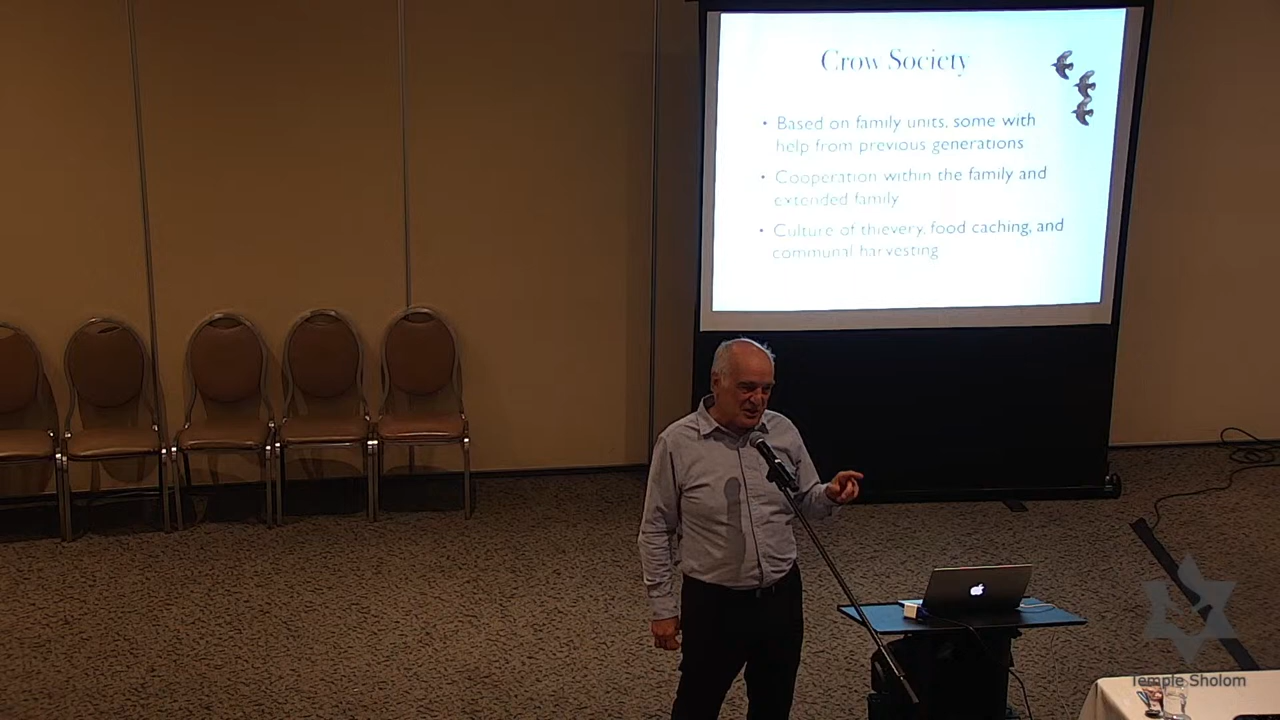 Crow Society
• Based on family units, some with
help from previous generations
• Cooperation within the family and
extended family
• Culture of thievery, food caching, and
communal harvesting
Temple Sholom